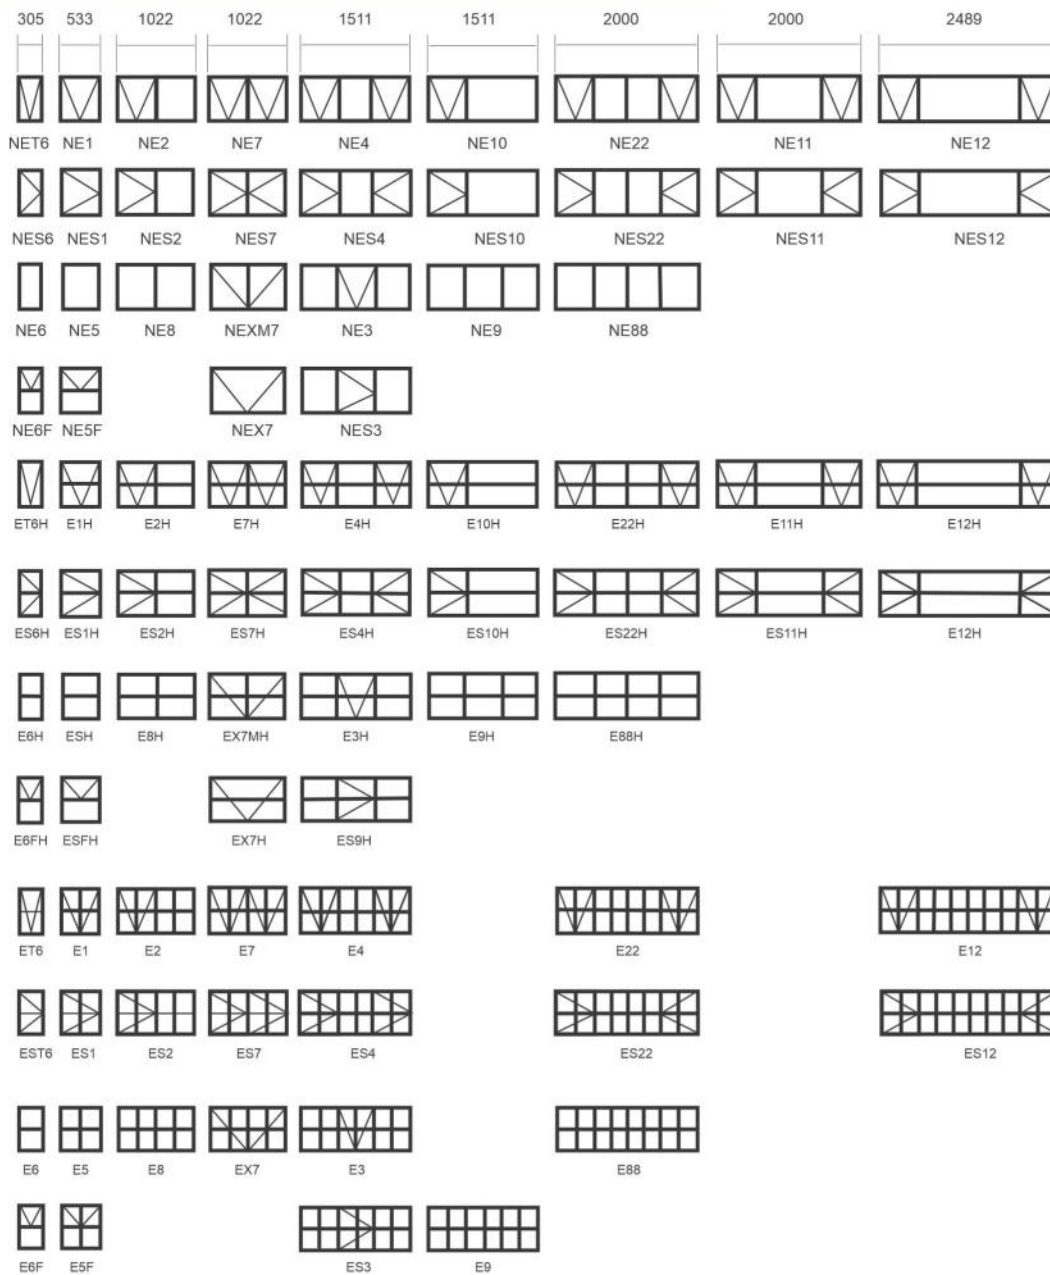 305 533 1022 1022 1511 1511 2000 2000 2489
NET6 NE1 NE2 NE7 NE4 NE10 NE22 NE11 NE12
NES6 NES1 NES2 NES7 NES4 NES10 NES22 NES11 NES12
NE6 NE5 NE8 NEXM7 NE3 NE9 NE88
NE6F NE5F NEX7 NES3
ET6H E1H E2H E7H E4H E10H E22H E11H E12H
ES6H ES1H ES2H ES7H ES4H ES10H ES22H ES11H E12H
E6H ESH E8H EX7MH E3H E9H E88H
E6FH ESFH EX7H ES9H
ET6 E1 E2 E7 E4 E22 E12
EST6 ES1 ES2 ES7 ES4 ES22 ES12
E6 E5 E8 EX7 E3 E88
E6F E5F ES3 E9